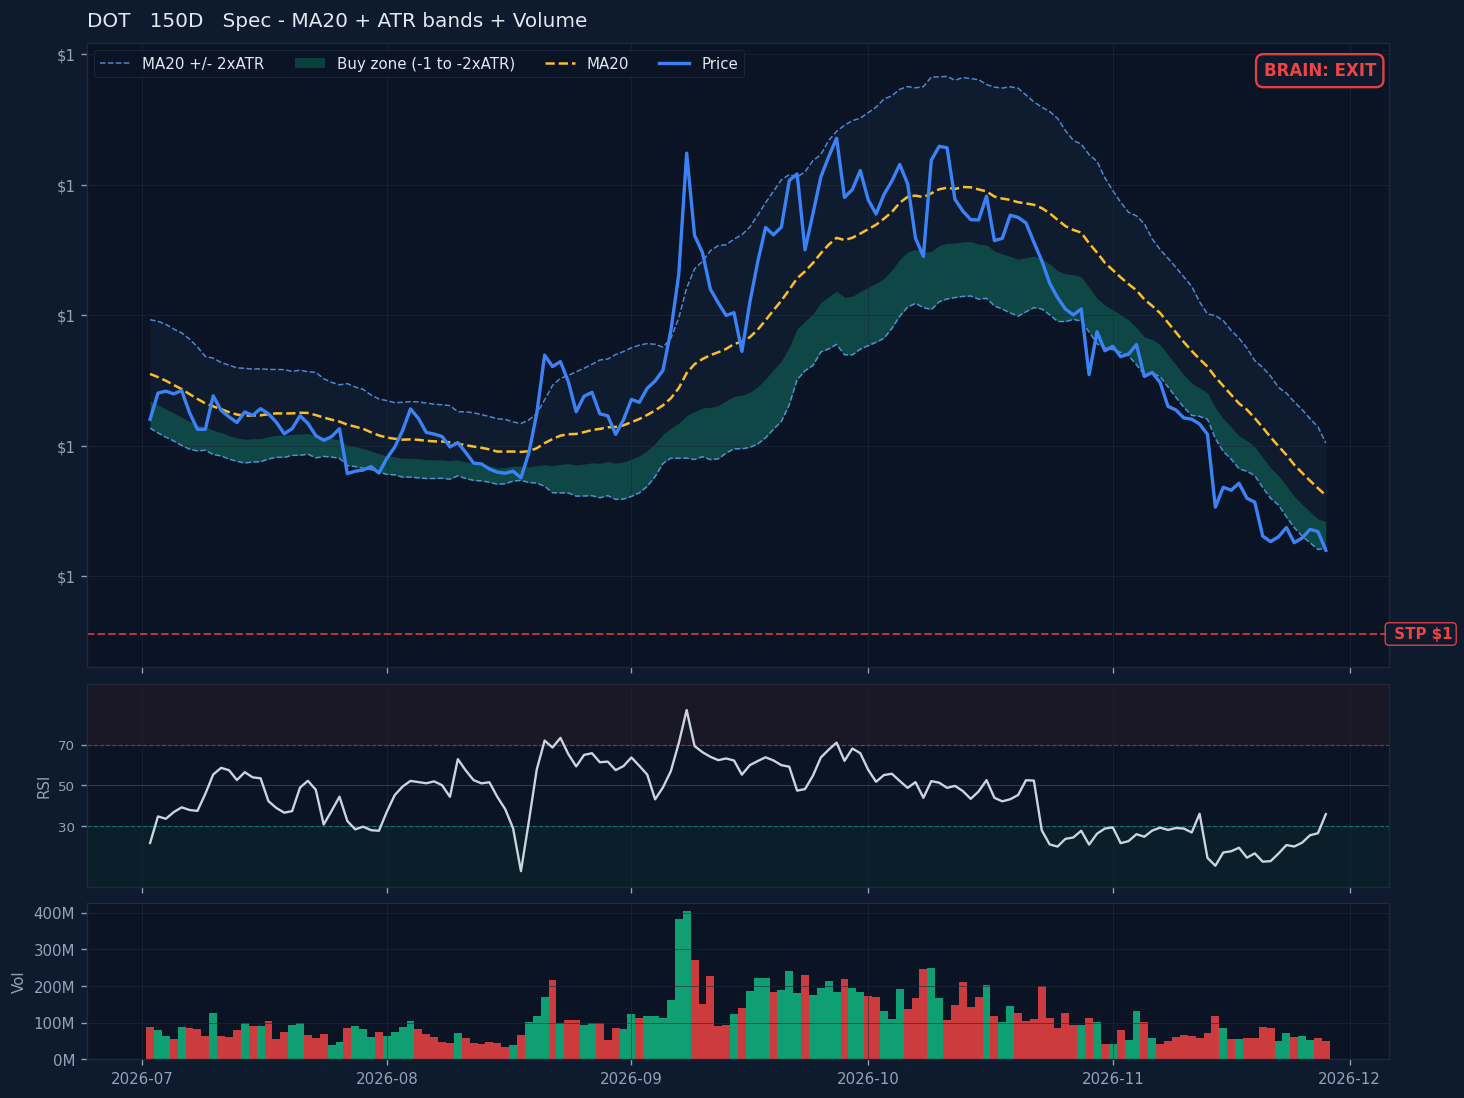 DOT 150D Spec - MA20 + ATR bands + Volume
MA20 +/- 2xATR
Buy zone (-1 to -2xATR)
MA20
Price
BRAIN: EXIT
$1
$1
$1
$1
$1
STP $1
RSI
70
50
30
Vol
400M
300M
200M
100M
0M
2026-07
2026-08
2026-09
2026-10
2026-11
2026-12